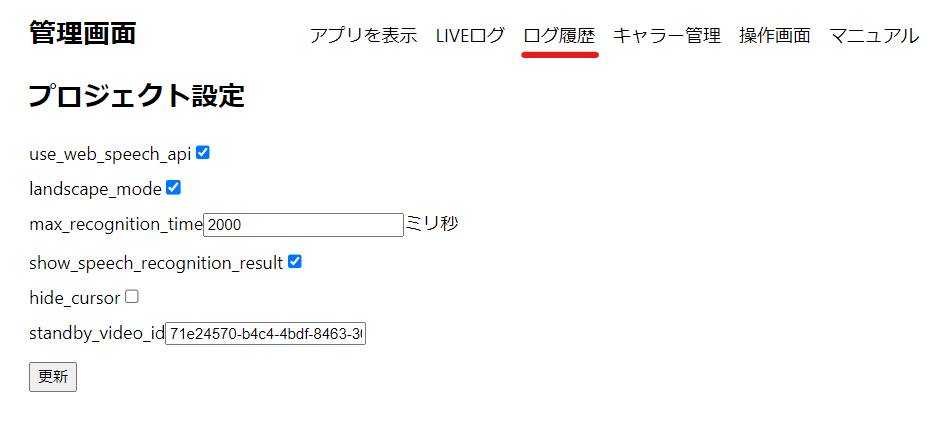 管理画面
アプリを表示 LIVEログ ログ履歴 キャラー管理 操作画面 マニュアル
プロジェクト設定
use_web_speech_api
landscape_mode
max_recognition_time 2000 ミリ秒
show_speech_recognition_result
hide_cursor
standby_video_id 71e24570-b4c4-4bdf-8463-3
更新